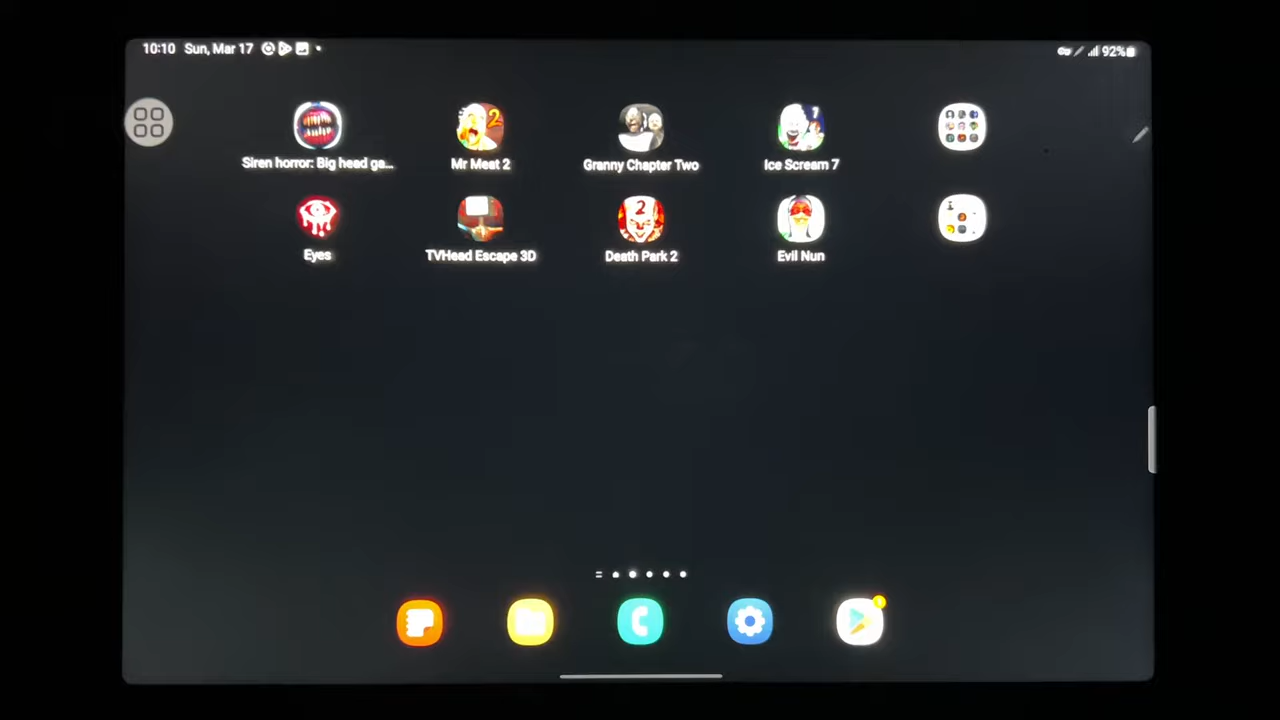 10:10 Sun, Mar 17
92%
Siren horror: Big head ga...
Mr Meat 2
Granny Chapter Two
Ice Scream 7
Eyes
TVHead Escape 3D
Death Park 2
Evil Nun